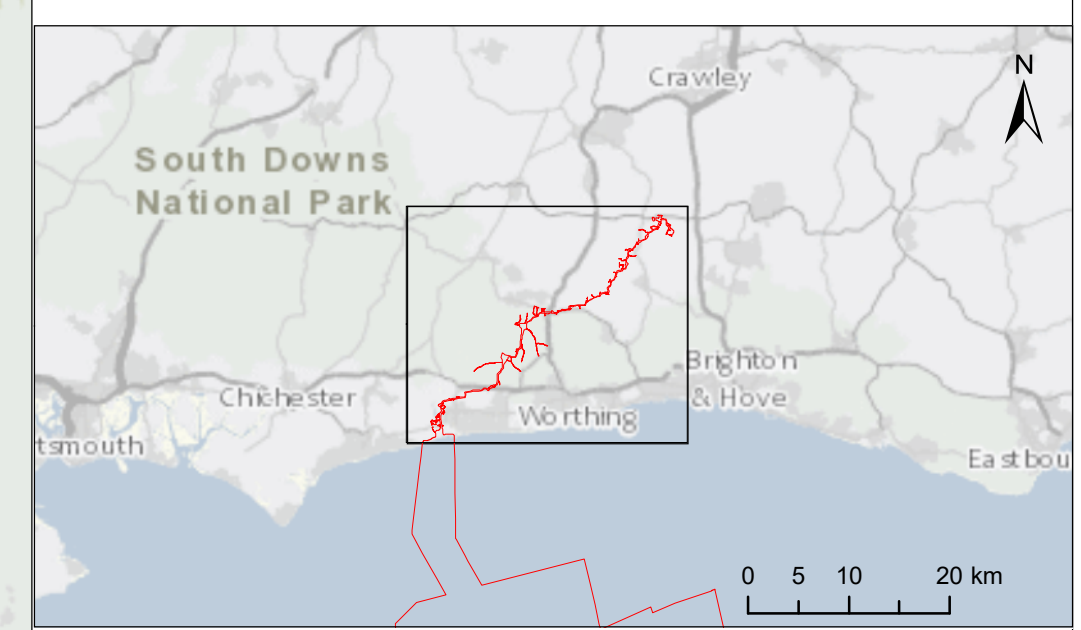 Crawley
N
South Downs
National Park
Brighton
& Hove
Chichester
Worthing
tsmouth
Eastbou
0 5 10 20 km